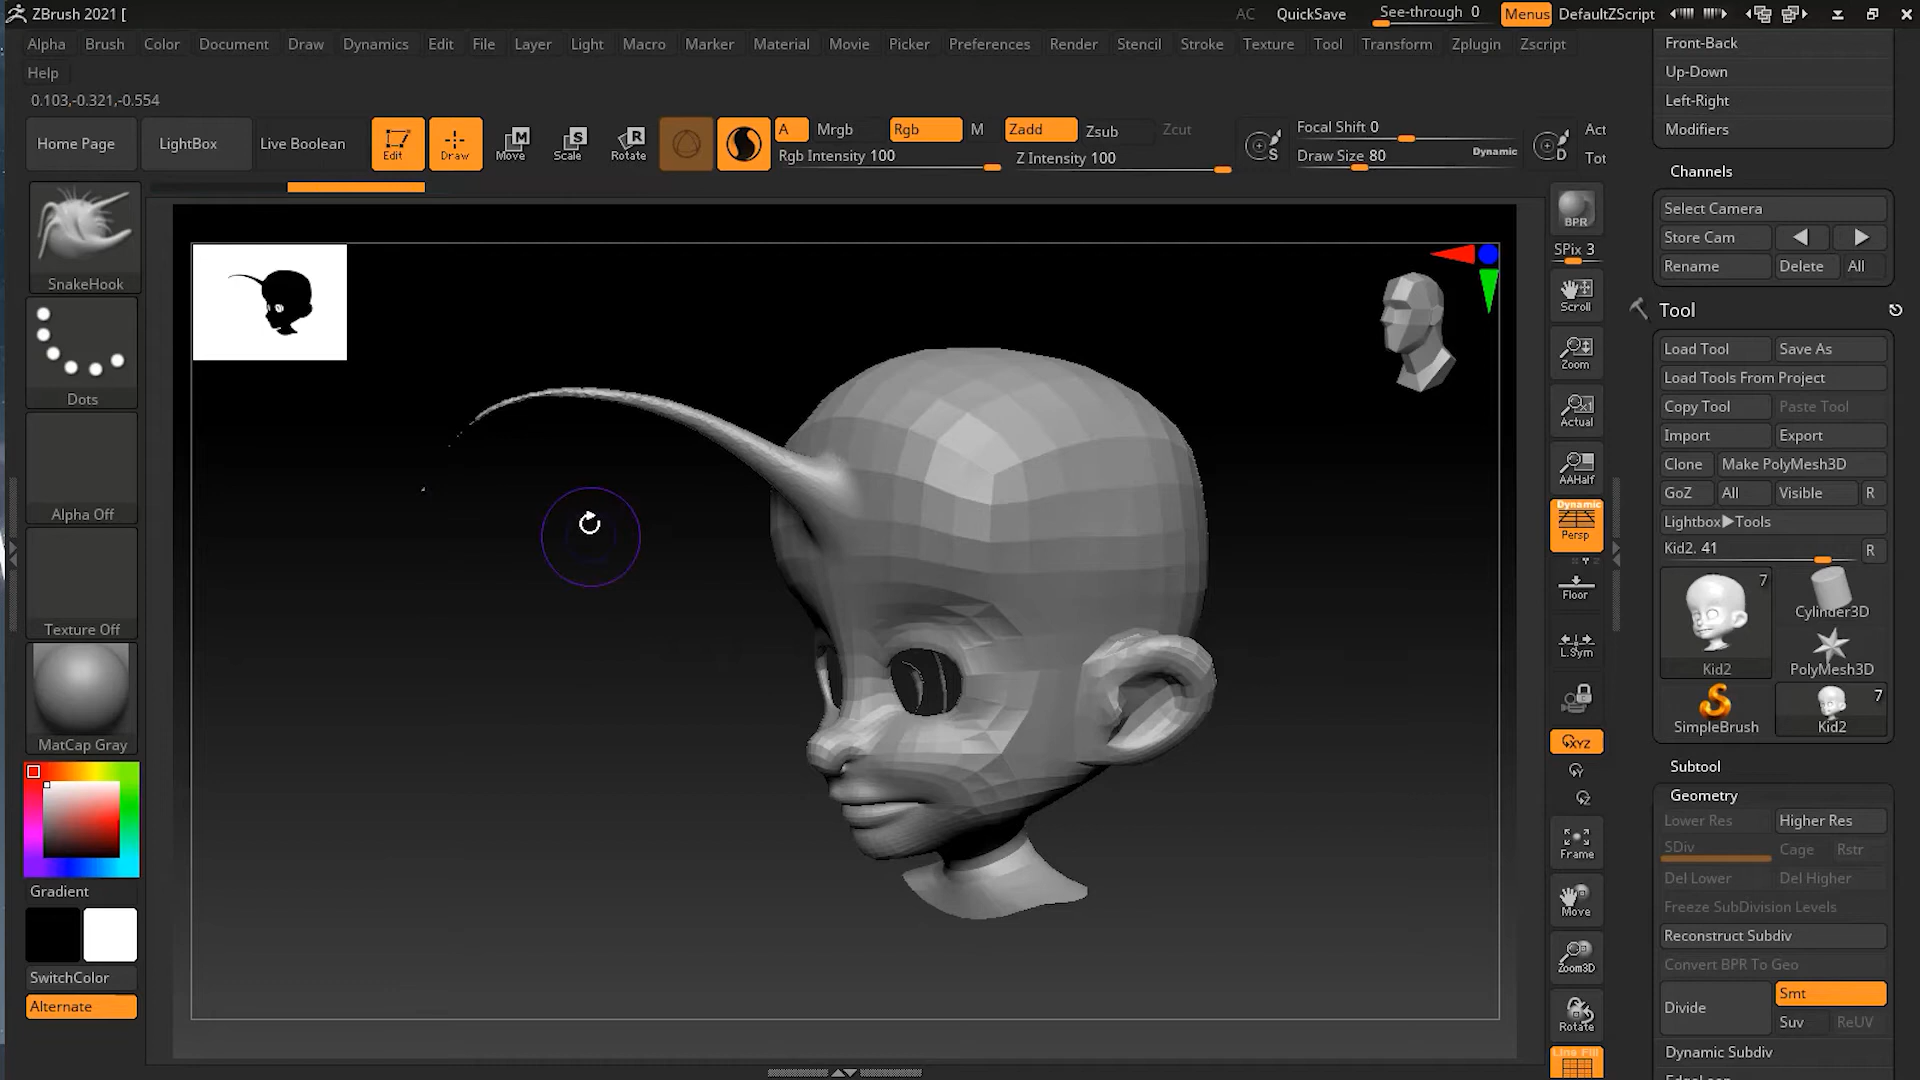 ZBrush 2021 [
AC QuickSave See-through 0 Menus DefaultZScript
Alpha Brush Color Document Draw Dynamics Edit File Layer Light Macro Marker Material Movie Picker Preferences Render Stencil Stroke Texture Tool Transform Zplugin Zscript
Help
0.103,-0.321,-0.554
Home Page LightBox Live Boolean Edit Draw Move Scale Rotate
M S R
A Mrgb Rgb M Zadd Zsub Zcut
Rgb Intensity 100 Z Intensity 100
S Focal Shift 0
Draw Size 80 Dynamic D
Act
Tot
SnakeHook
Dots
Alpha Off
Texture Off
MatCap Gray
Gradient
SwitchColor
Alternate
BPR
SPix 3
Scroll
Zoom
Actual
AAHalf
Dynamic
Persp
Floor
L.Sym
XYZ
Y
Z
Frame
Move
Zoom3D
Rotate
Line Fill
Front-Back
Up-Down
Left-Right
Modifiers
Channels
Select Camera
Store Cam
Rename Delete All
Tool
Load Tool Save As
Load Tools From Project
Copy Tool Paste Tool
Import Export
Clone Make PolyMesh3D
GoZ All Visible R
Lightbox▶Tools
Kid2. 41 R
7
Kid2
Cylinder3D
PolyMesh3D
SimpleBrush
7
Kid2
Subtool
Geometry
Lower Res Higher Res
SDiv Cage Rstr
Del Lower Del Higher
Freeze SubDivision Levels
Reconstruct Subdiv
Convert BPR To Geo
Divide Smt
Suv ReUV
Dynamic Subdiv
EdgeLoop